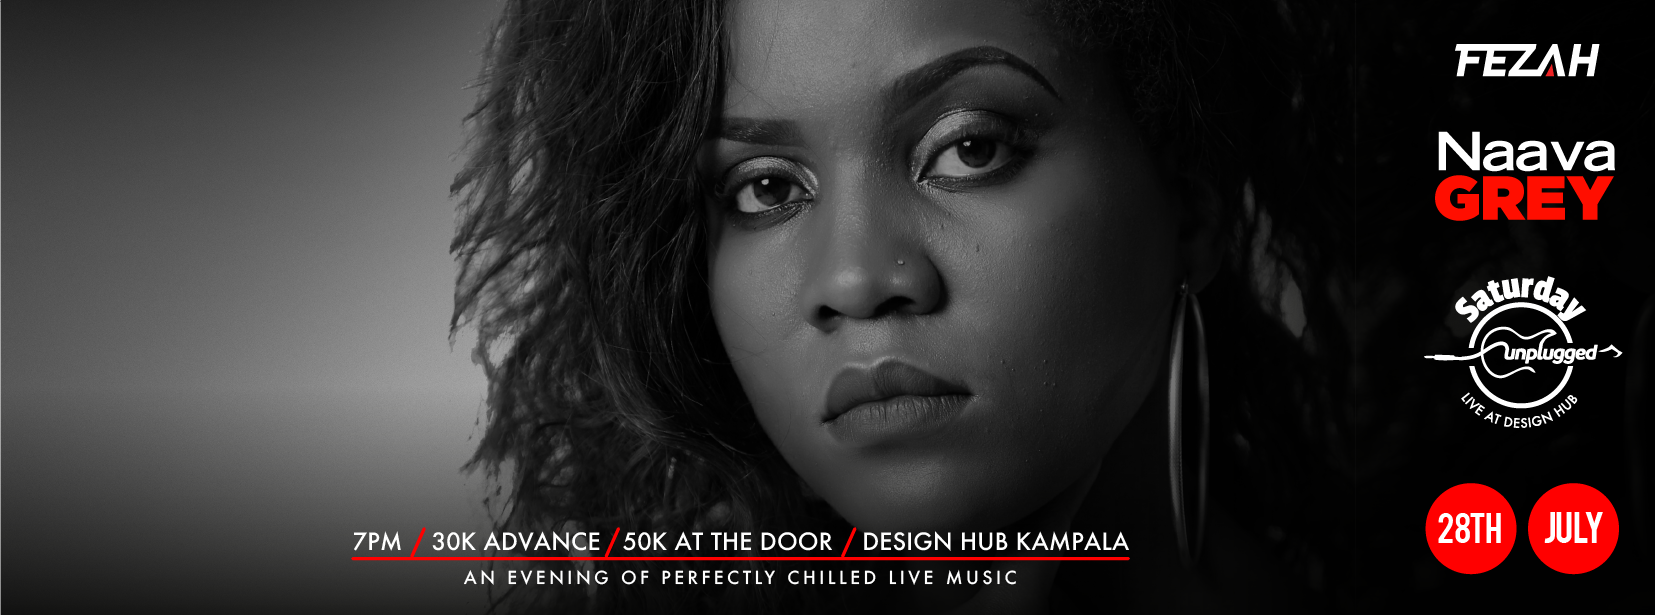 FEZAH
Naava
GREY
Saturday
unplugged
LIVE AT DESIGN HUB
28TH JULY
7PM / 30K ADVANCE / 50K AT THE DOOR / DESIGN HUB KAMPALA
AN EVENING OF PERFECTLY CHILLED LIVE MUSIC